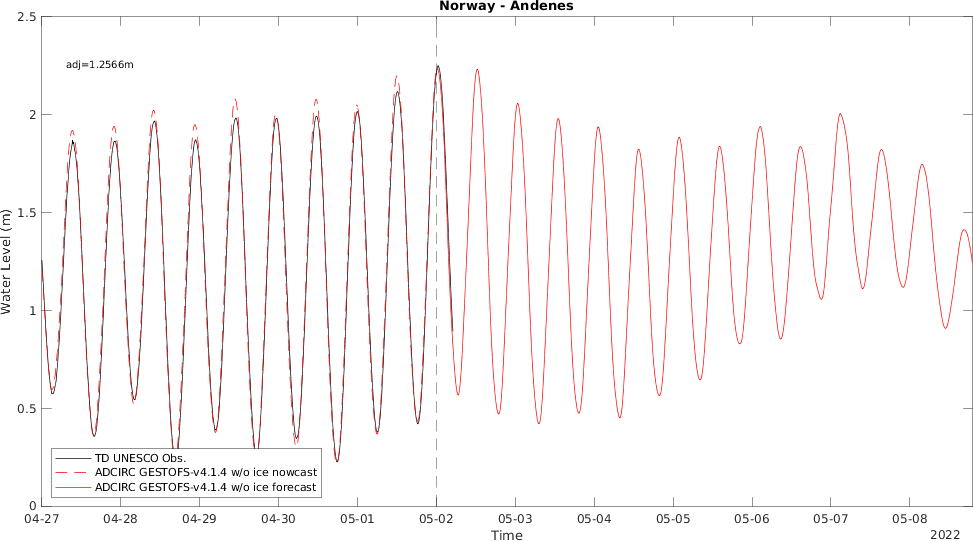 Norway - Andenes
2.5
adj=1.2566m
2
1.5
Water Level (m)
1
0.5
TD UNESCO Obs.
ADCIRC GESTOFS-v4.1.4 w/o ice nowcast
ADCIRC GESTOFS-v4.1.4 w/o ice forecast
0
04-27 04-28 04-29 04-30 05-01 05-02 05-03 05-04 05-05 05-06 05-07 05-08
Time 2022